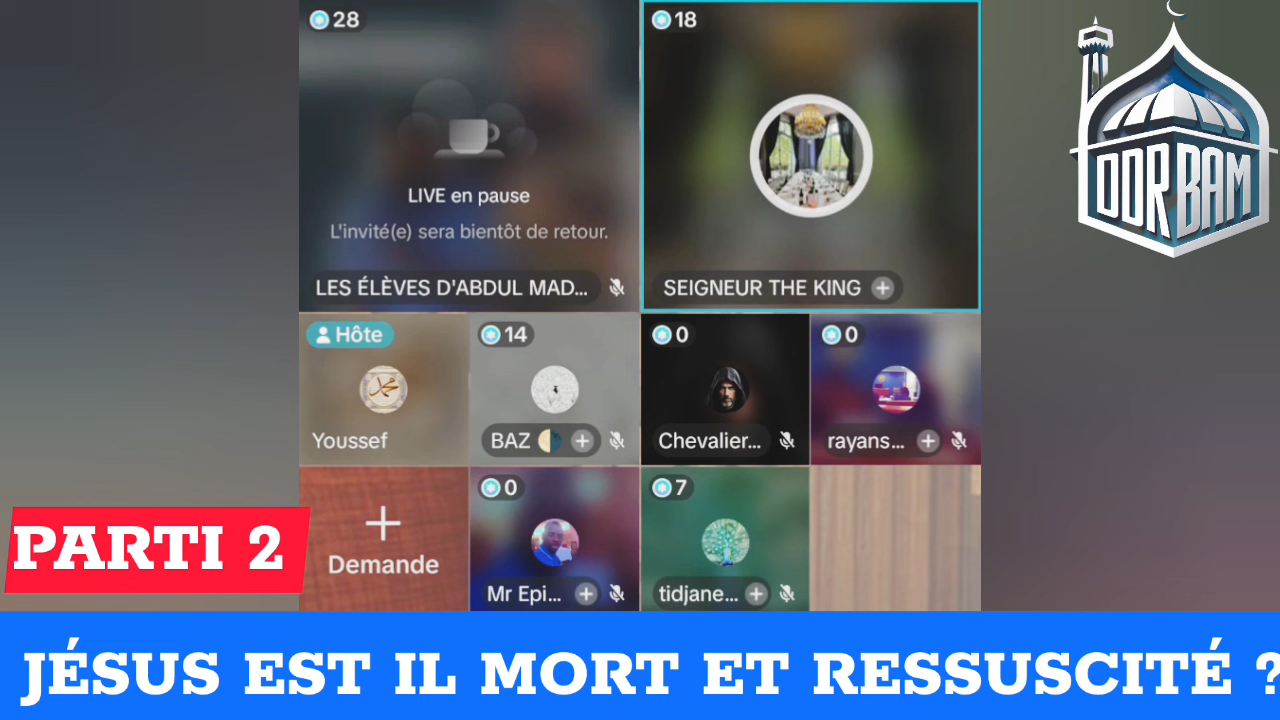 28
18
LIVE en pause
L'invité(e) sera bientôt de retour.
LES ÉLÈVES D'ABDUL MAD...
SEIGNEUR THE KING
Hôte
14
0
0
Youssef
BAZ
Chevalier...
rayans...
Demande
0
7
Mr Epi...
tidjane...
DDR BAM
PARTI 2
JÉSUS EST IL MORT ET RESSUSCITÉ ?